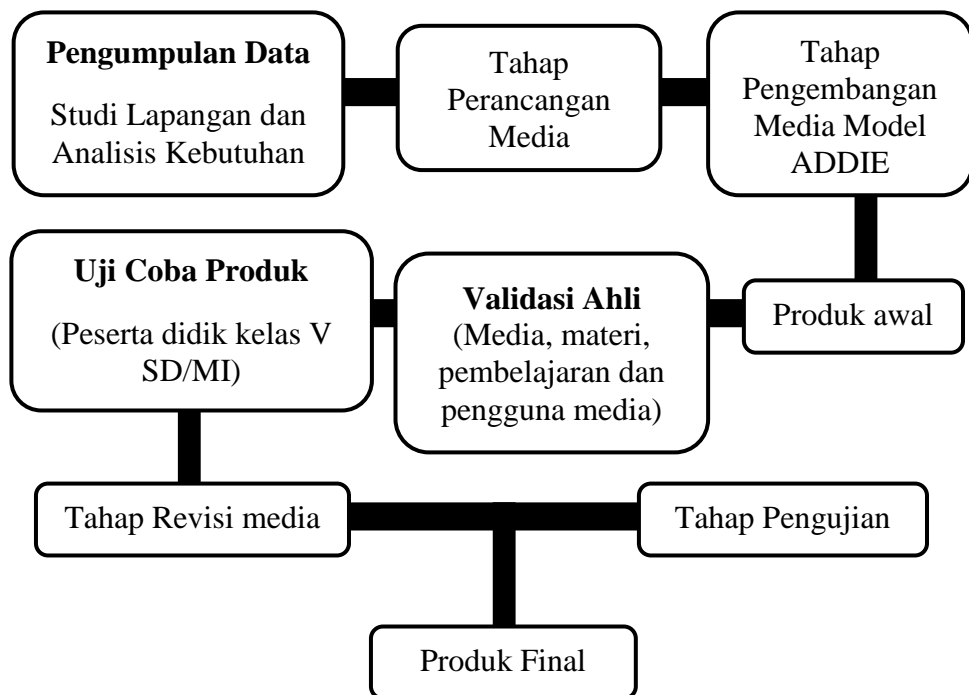 Pengumpulan Data
Studi Lapangan dan
Analisis Kebutuhan
Tahap
Perancangan
Media
Tahap
Pengembangan
Media Model
ADDIE
Produk awal
Validasi Ahli
(Media, materi,
pembelajaran dan
pengguna media)
Uji Coba Produk
(Peserta didik kelas V
SD/MI)
Tahap Revisi media
Tahap Pengujian
Produk Final